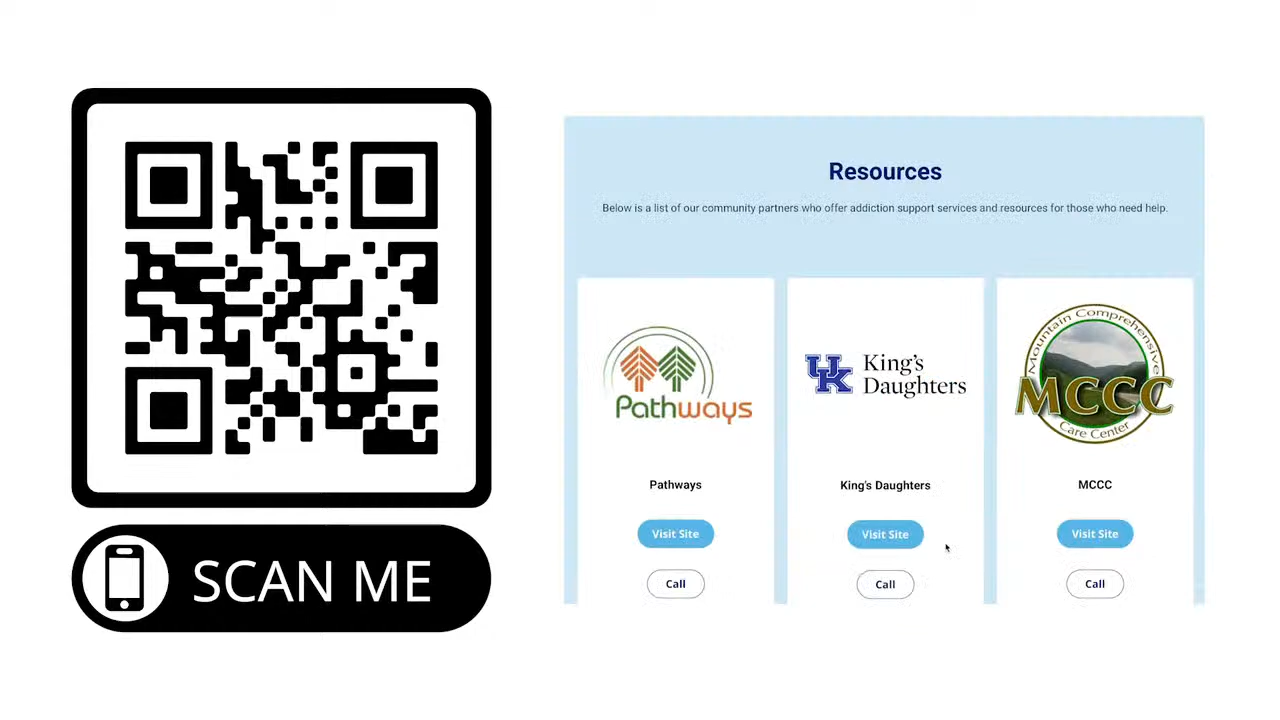 SCAN ME
Resources
Below is a list of our community partners who offer addiction support services and resources for those who need help.
Pathways
Pathways
Visit Site
Call
UK King's
Daughters
King's Daughters
Visit Site
Call
Mountain Comprehensive
MCCC
Care Center
MCCC
Visit Site
Call